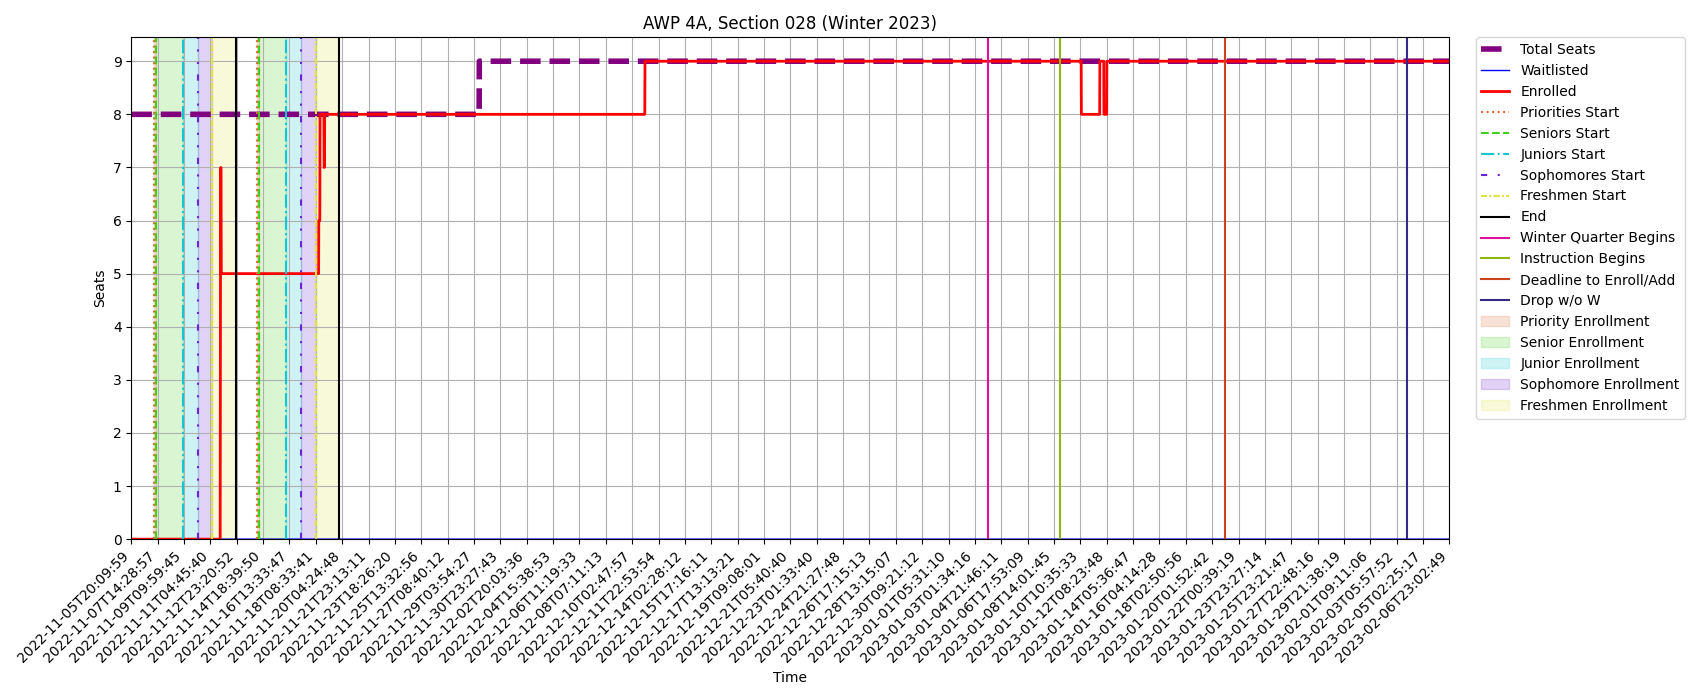 AWP 4A, Section 028 (Winter 2023)
Seats
9
8
7
6
5
4
3
2
1
0
2022-11-05T20:09:59
2022-11-07T14:28:57
2022-11-09T09:59:45
2022-11-11T04:45:40
2022-11-12T23:20:52
2022-11-14T18:39:50
2022-11-16T13:33:47
2022-11-18T08:33:41
2022-11-20T04:24:48
2022-11-21T23:13:11
2022-11-23T18:26:20
2022-11-25T13:32:56
2022-11-27T08:40:12
2022-11-29T03:54:27
2022-11-30T23:27:43
2022-12-02T20:03:36
2022-12-04T15:38:53
2022-12-06T11:19:33
2022-12-08T07:11:13
2022-12-10T02:47:57
2022-12-11T22:53:54
2022-12-14T02:28:12
2022-12-15T17:16:11
2022-12-17T13:13:21
2022-12-19T09:08:01
2022-12-21T05:40:40
2022-12-23T01:33:40
2022-12-24T21:27:48
2022-12-26T17:15:13
2022-12-28T13:15:07
2022-12-30T09:21:12
2023-01-01T05:31:10
2023-01-03T01:34:16
2023-01-04T21:46:11
2023-01-06T17:53:09
2023-01-08T14:01:45
2023-01-10T10:35:33
2023-01-12T08:23:48
2023-01-14T05:36:47
2023-01-16T04:14:28
2023-01-18T02:50:56
2023-01-20T01:52:42
2023-01-22T00:39:19
2023-01-23T23:27:14
2023-01-25T23:21:47
2023-01-27T22:48:16
2023-01-29T21:38:19
2023-02-01T09:11:06
2023-02-03T05:57:52
2023-02-05T02:25:17
2023-02-06T23:02:49
Time
Total Seats
Waitlisted
Enrolled
Priorities Start
Seniors Start
Juniors Start
Sophomores Start
Freshmen Start
End
Winter Quarter Begins
Instruction Begins
Deadline to Enroll/Add
Drop w/o W
Priority Enrollment
Senior Enrollment
Junior Enrollment
Sophomore Enrollment
Freshmen Enrollment